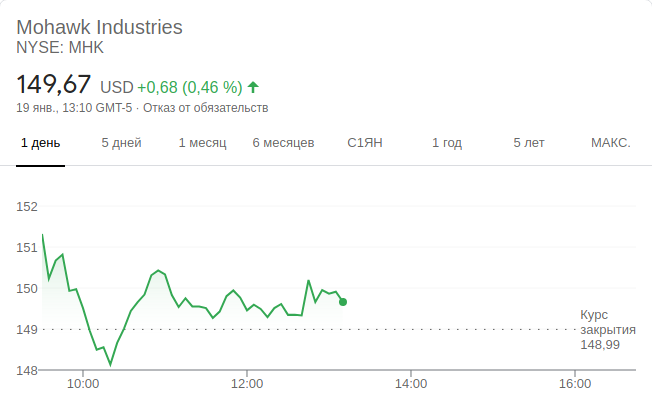 Mohawk Industries
NYSE: MHK
149,67 USD +0,68 (0,46 %)
19 янв., 13:10 GMT-5 · Отказ от обязательств
1 день 5 дней 1 месяц 6 месяцев С1ЯН 1 год 5 лет МАКС.
152
151
150
149
148
Курс
закрытия
148,99
10:00 12:00 14:00 16:00